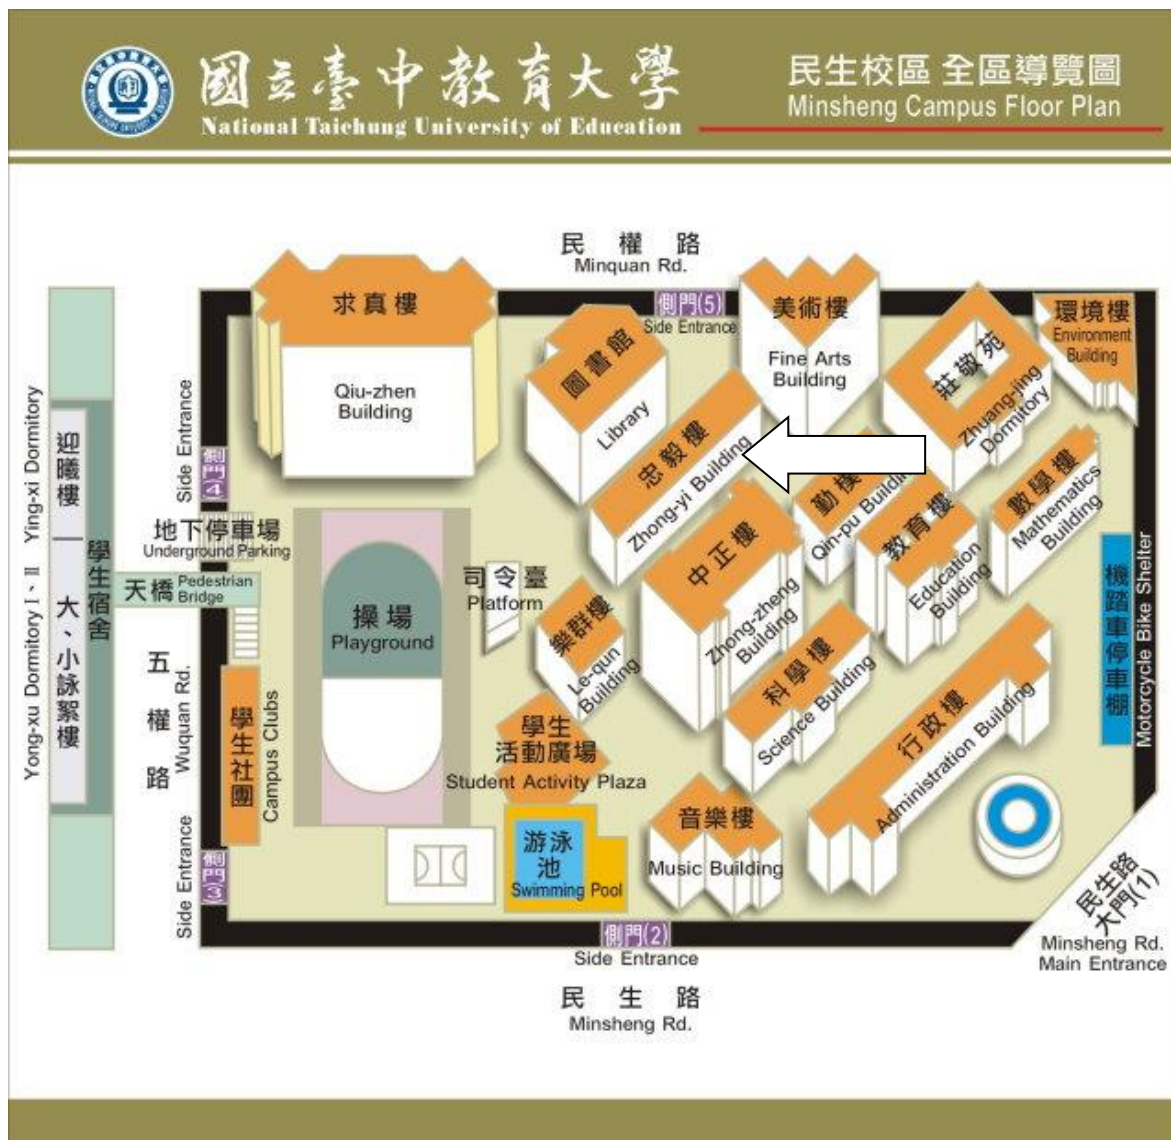 國立臺中教育大學
National Taichung University of Education
民生校區 全區導覽圖
Minsheng Campus Floor Plan
民權路
Minquan Rd.
求真樓
Qiu-zhen
Building
圖書館
Library
側門(5)
Side Entrance
美術樓
Fine Arts
Building
莊敬苑
Zhuang-jing
Dormitory
環境樓
Environment
Building
忠毅樓
Zhong-yi Building
勤樸
Qin-pu Building
教育樓
Education
Building
數學樓
Mathematics
Building
中正樓
Zhong-zheng
Building
Side Entrance
側門(4)
地下停車場
Underground Parking
天橋
Pedestrian
Bridge
迎曦樓
Ying-xi Dormitory
大、小詠絮樓
Yong-xu Dormitory I、II
學生宿舍
五權路
Wuquan Rd.
操場
Playground
司令臺
Platform
樂群樓
Le-qun
Building
科學樓
Science Building
行政樓
Administration Building
機踏車停車棚
Motorcycle Bike Shelter
學生社團
Campus Clubs
學生
活動廣場
Student Activity Plaza
音樂樓
Music Building
游泳
池
Swimming Pool
Side Entrance
側門(3)
側門(2)
Side Entrance
民生路
大門(1)
Minsheng Rd.
Main Entrance
民生路
Minsheng Rd.